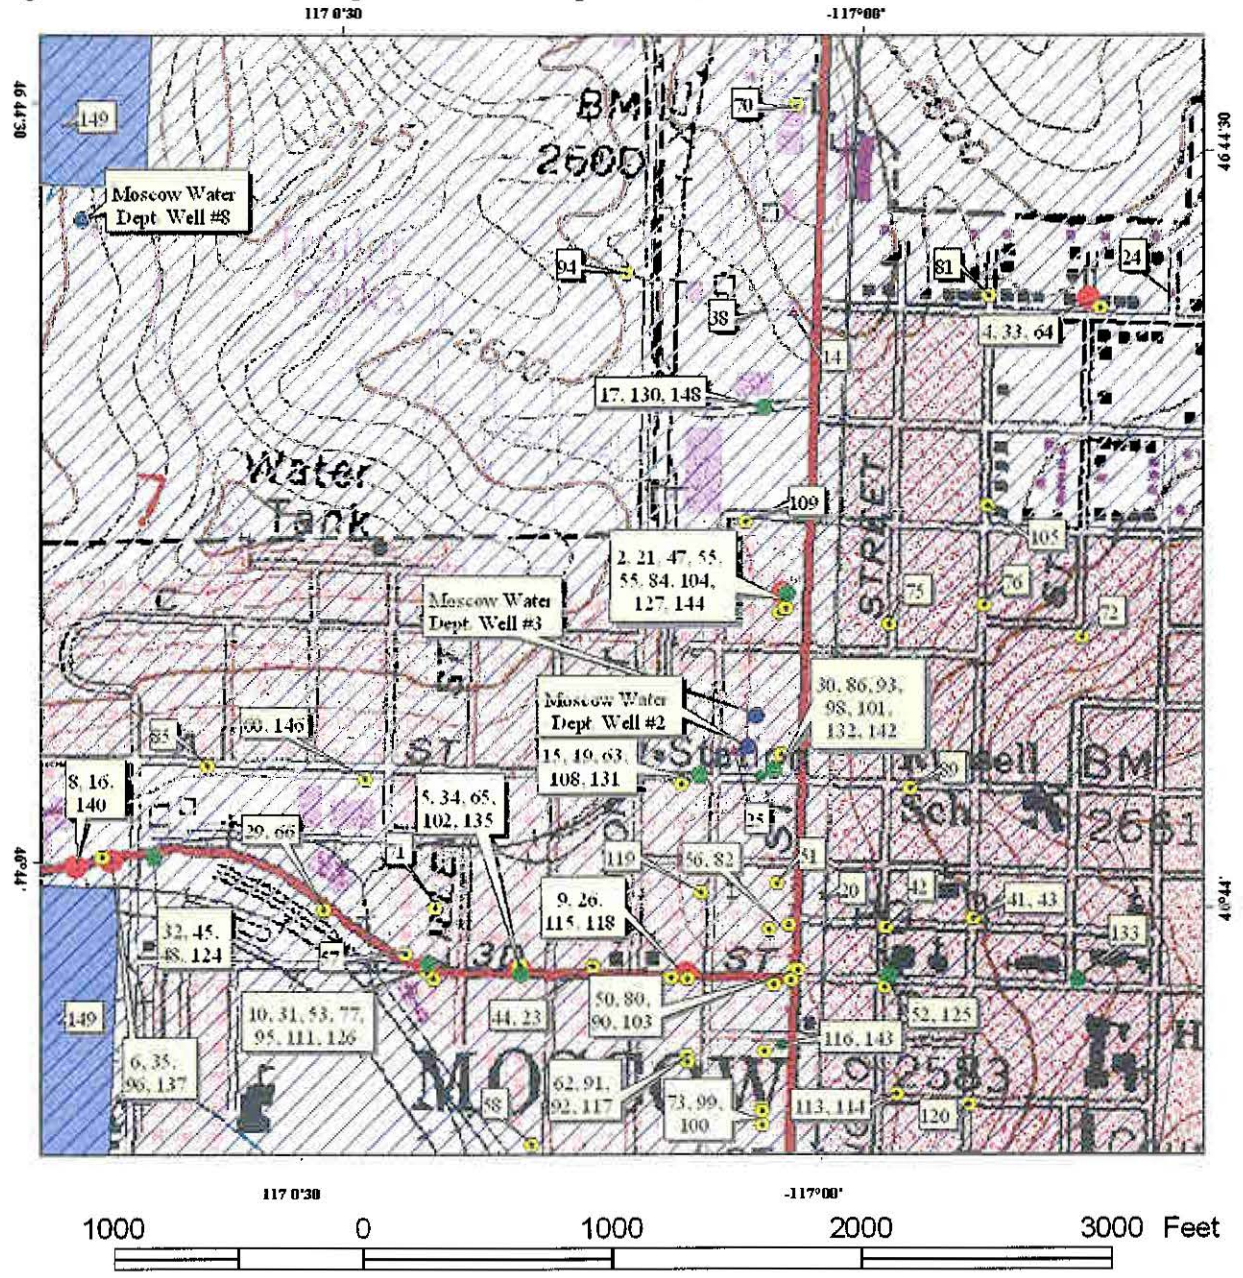 117 0'30
-117°00'
46 44'30
46 44'30
149
BM
2600
70
Moscow Water
Dept. Well #8
94
81
24
38
4, 33, 64
14
2600
17, 130, 148
Water
Tank
7
109
STREET
105
2, 21, 47, 55,
55, 84, 104,
127, 144
ST
75
76
72
Moscow Water
Dept. Well #3
30, 86, 93,
98, 101,
132, 142
Moscow Water
Dept. Well #2
85
60, 146
ST
15, 19, 63,
108, 131
BM
89
Sch
2661
8, 16,
140
5, 34, 65,
102, 135
25
ST
29, 66
71
119
56, 82
51
46°44'
46°44'
20
42
41, 43
9, 26,
115, 118
32, 45,
48, 124
57
133
3
ST
149
10, 31, 53, 77,
95, 111, 126
44, 23
50, 80,
90, 103
52, 125
116, 143
H
6, 35,
96, 137
MOSCOW
2583
58
62, 91,
92, 117
73, 99,
100
113, 114
120
117 0'30
-117°00'
1000 0 1000 2000 3000 Feet